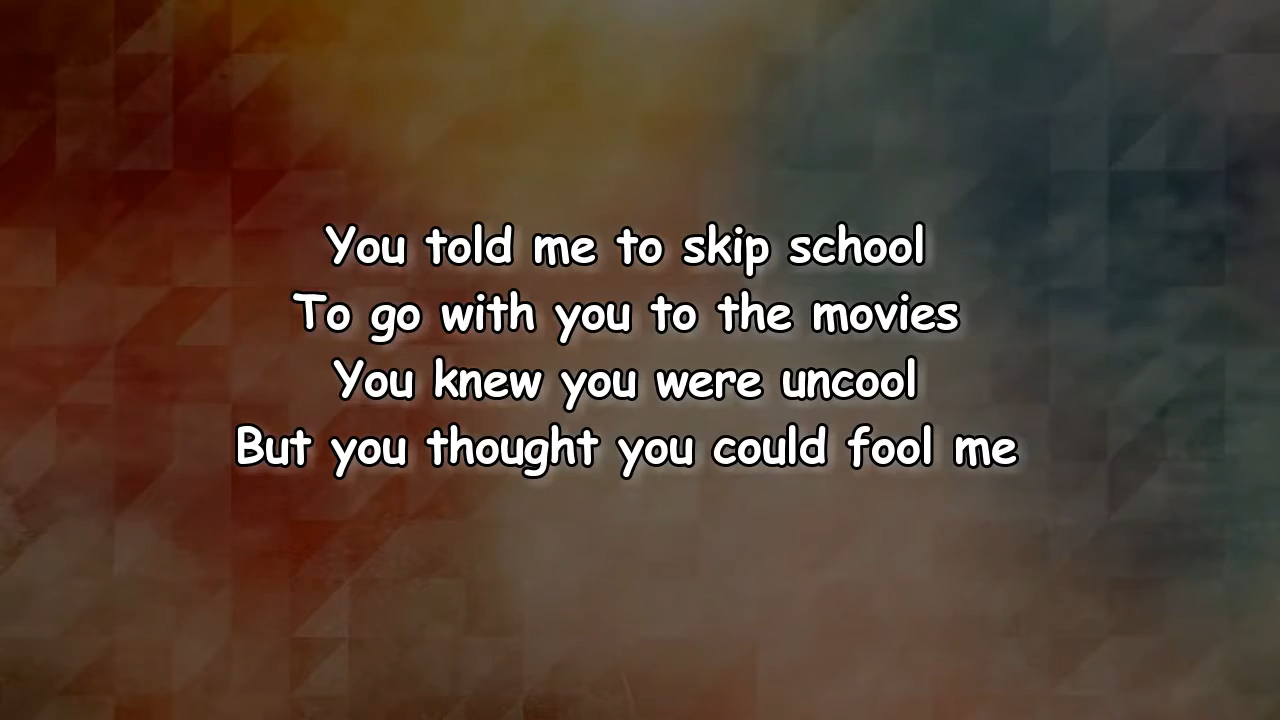 You told me to skip school
To go with you to the movies
You knew you were uncool
But you thought you could fool me